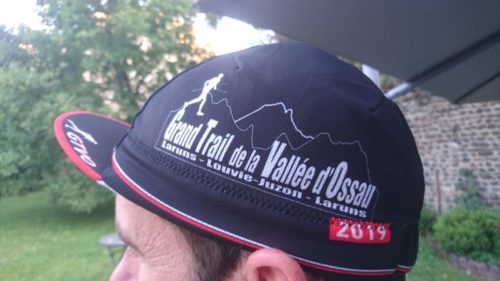 Grand Trail de la Vallée d'Ossau
Laruns - Louvie-Juzon - Laruns
2019